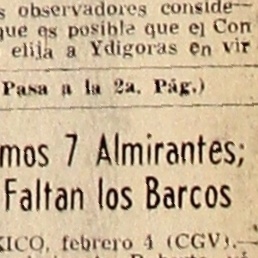 s observadores conside—
que es posible que el Con
elija a Ydigoras en vir
Pasa a la 2a. Pág.)
mos 7 Almirantes;
Faltan los Barcos
XICO, febrero 4 (CGV).—